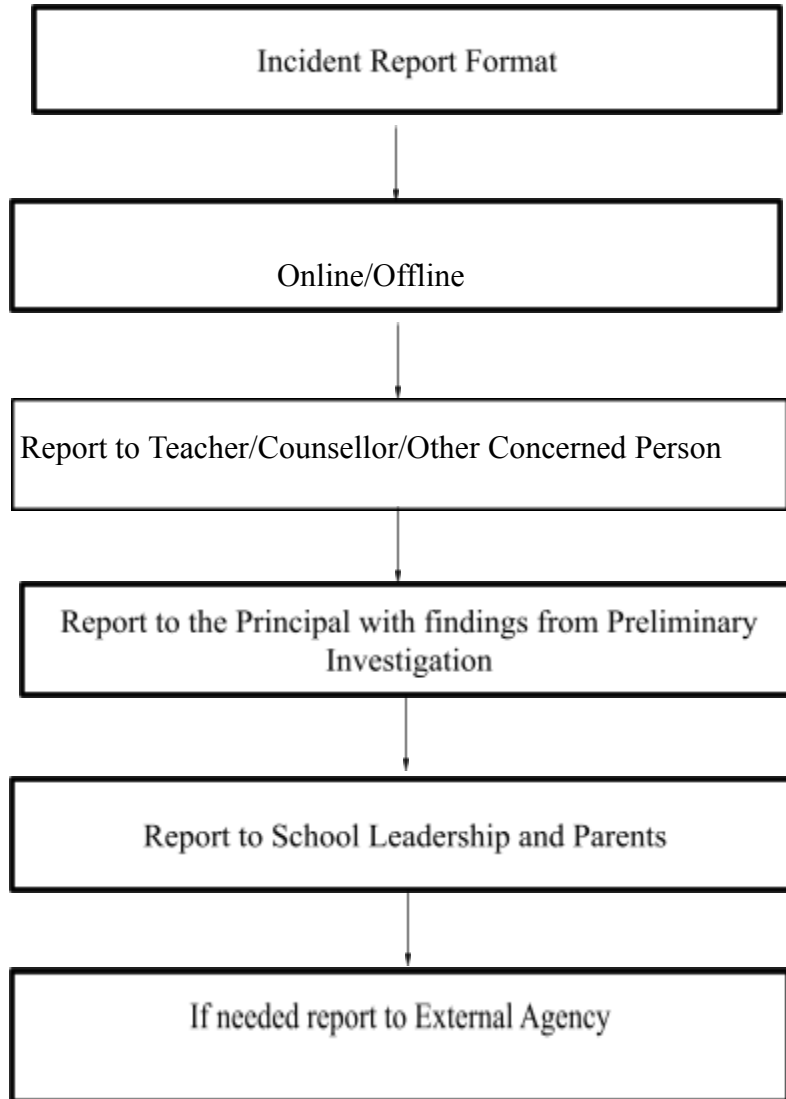 Incident Report Format
Online/Offline
Report to Teacher/Counsellor/Other Concerned Person
Report to the Principal with findings from Preliminary
Investigation
Report to School Leadership and Parents
If needed report to External Agency